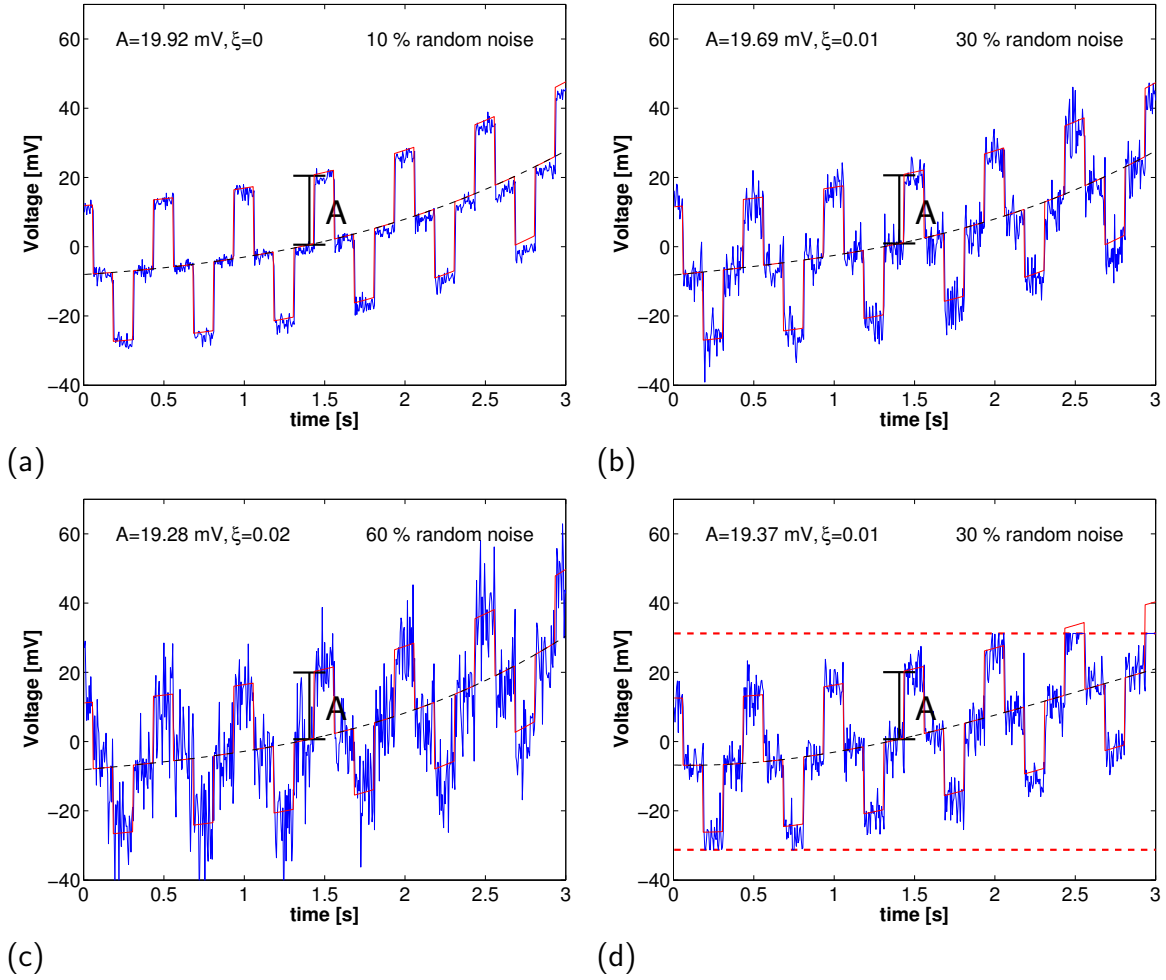 A=19.92 mV, ξ=0 10 % random noise
60
40
20
0
−20
−40
Voltage [mV]
A
0 0.5 1 1.5 2 2.5 3
time [s]
(a)
A=19.69 mV, ξ=0.01 30 % random noise
60
40
20
0
−20
−40
Voltage [mV]
A
0 0.5 1 1.5 2 2.5 3
time [s]
(b)
A=19.28 mV, ξ=0.02 60 % random noise
60
40
20
0
−20
−40
Voltage [mV]
A
0 0.5 1 1.5 2 2.5 3
time [s]
(c)
A=19.37 mV, ξ=0.01 30 % random noise
60
40
20
0
−20
−40
Voltage [mV]
A
0 0.5 1 1.5 2 2.5 3
time [s]
(d)